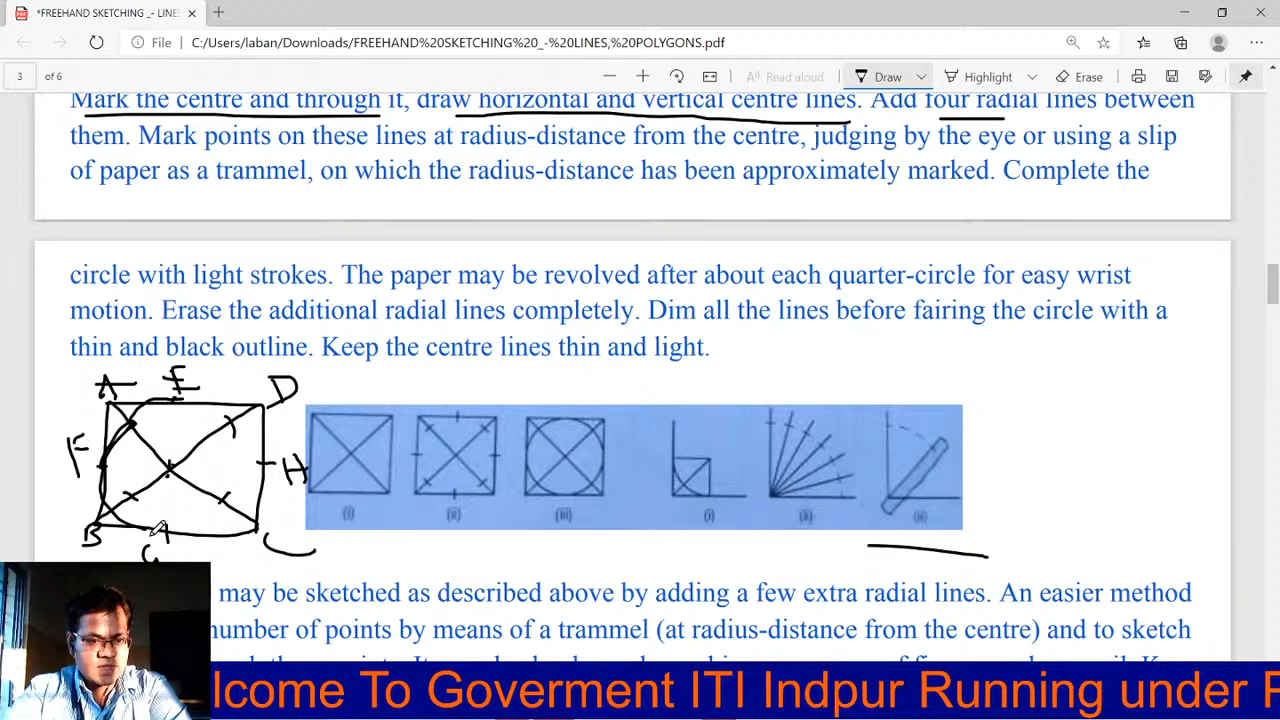 *FREEHAND SKETCHING _- LINES
File C:/Users/laban/Downloads/FREEHAND%20SKETCHING%20_-%20LINES,%20POLYGONS.pdf
3 of 6 Read aloud Draw Highlight Erase
Mark the centre and through it, draw horizontal and vertical centre lines. Add four radial lines between
them. Mark points on these lines at radius-distance from the centre, judging by the eye or using a slip
of paper as a trammel, on which the radius-distance has been approximately marked. Complete the
circle with light strokes. The paper may be revolved after about each quarter-circle for easy wrist
motion. Erase the additional radial lines completely. Dim all the lines before fairing the circle with a
thin and black outline. Keep the centre lines thin and light.
A E D
F H
B G C
(i) (ii) (iii) (i) (ii)
may be sketched as described above by adding a few extra radial lines. An easier method
number of points by means of a trammel (at radius-distance from the centre) and to sketch
lcome To Goverment ITI Indpur Running under